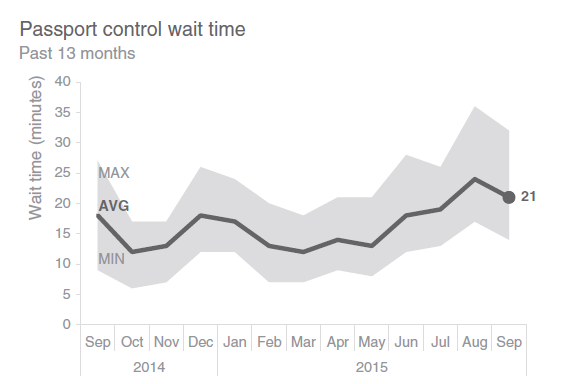 Passport control wait time
Past 13 months
Wait time (minutes)
40
35
30
25
20
15
10
5
0
MAX
AVG
MIN
21
Sep Oct Nov Dec Jan Feb Mar Apr May Jun Jul Aug Sep
2014 2015